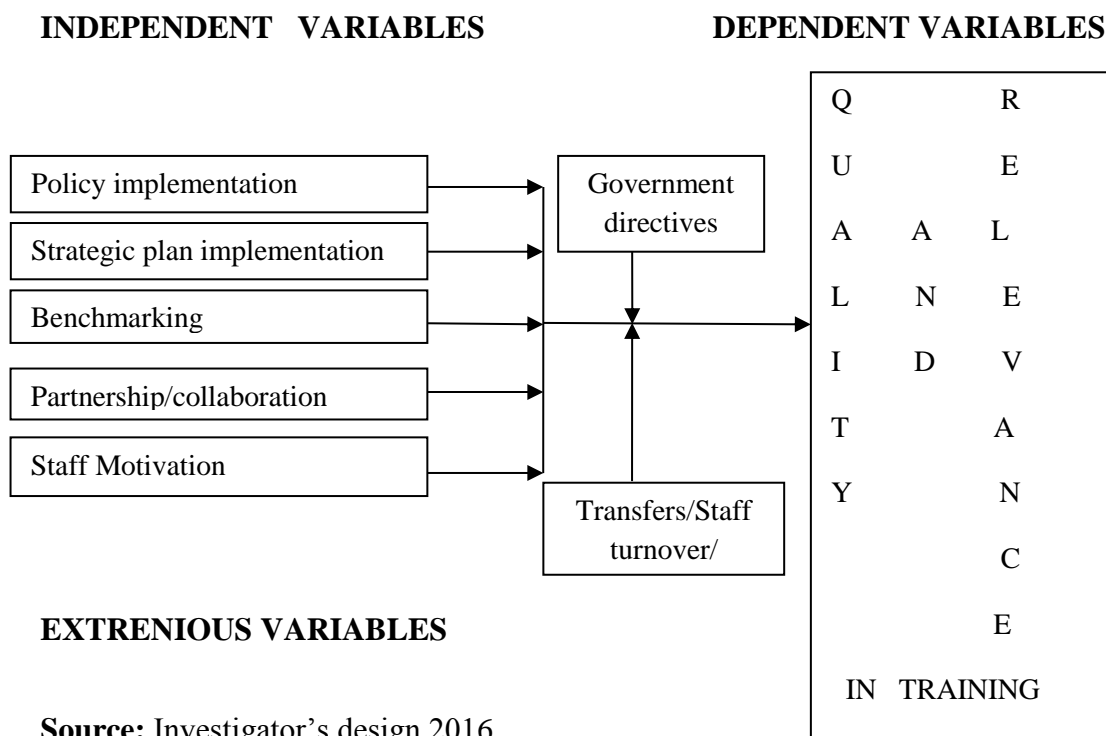 INDEPENDENT VARIABLES
DEPENDENT VARIABLES
Policy implementation
Strategic plan implementation
Benchmarking
Partnership/collaboration
Staff Motivation
Government
directives
Transfers/Staff
turnover/
Q R
U E
A A L
L N E
I D V
T A
Y N
C
E
IN TRAINING
EXTRENIOUS VARIABLES
Source: Investigator's design 2016